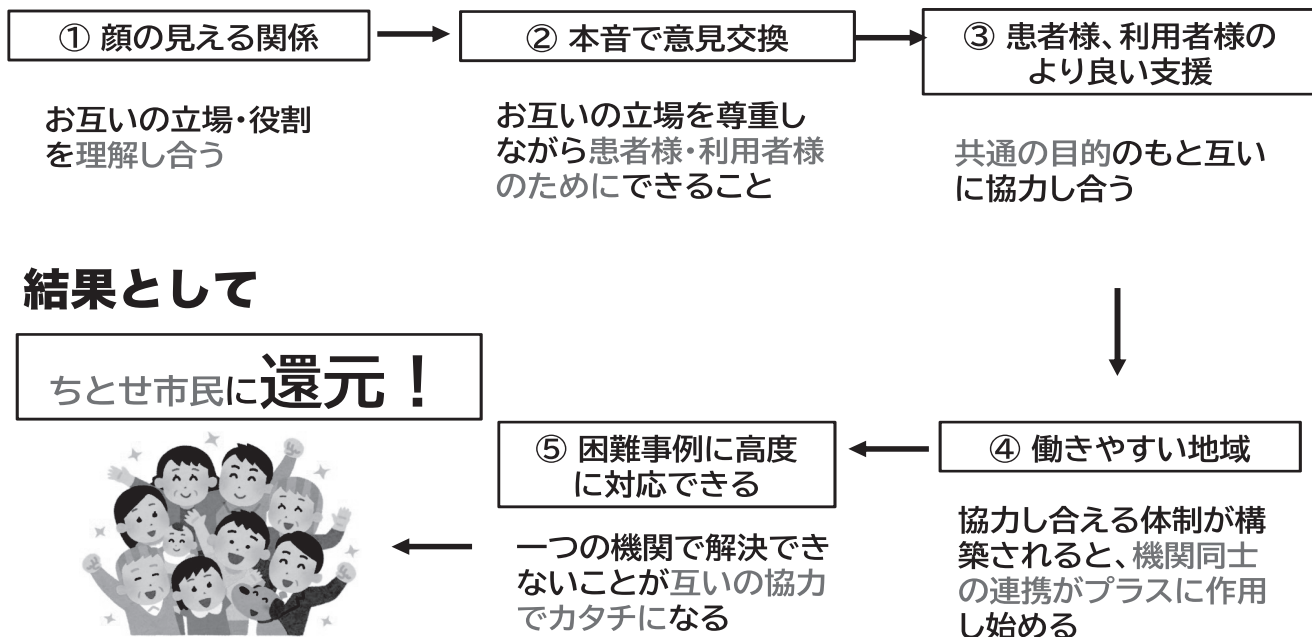 ① 顔の見える関係
お互いの立場・役割
を理解し合う
② 本音で意見交換
お互いの立場を尊重し
ながら患者様・利用者様
のためにできること
③ 患者様、利用者様の
より良い支援
共通の目的のもと互い
に協力し合う
④ 働きやすい地域
協力し合える体制が構
築されると、機関同士
の連携がプラスに作用
し始める
⑤ 困難事例に高度
に対応できる
一つの機関で解決でき
ないことが互いの協力
でカタチになる
結果として
ちとせ市民に還元！